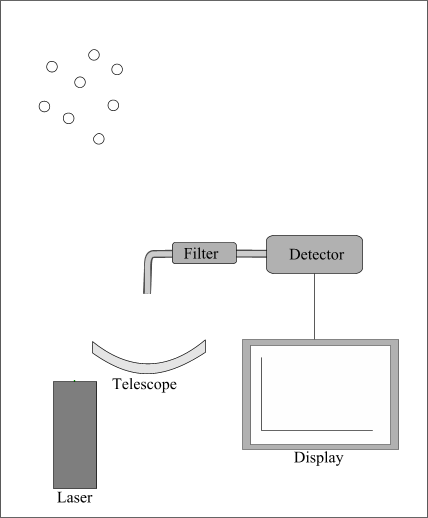 Filter
Detector
Telescope
Display
Laser